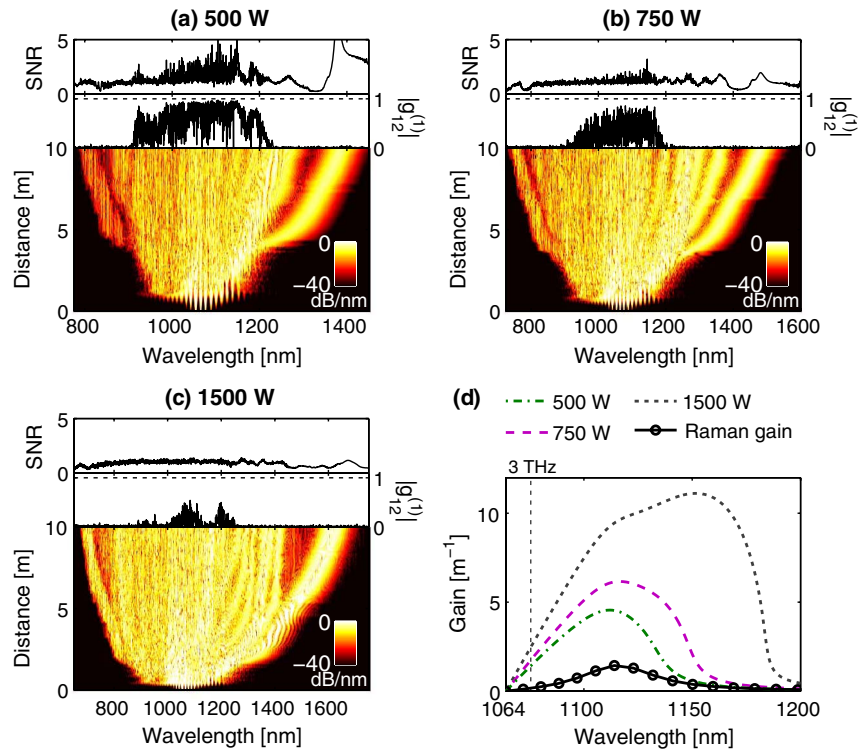 (a) 500 W
SNR
5
0
1
|g₁₂⁽¹⁾|
0
Distance [m]
10
5
0
0
−40
dB/nm
800 1000 1200 1400
Wavelength [nm]
(b) 750 W
SNR
5
0
1
|g₁₂⁽¹⁾|
0
Distance [m]
10
5
0
0
−40
dB/nm
800 1000 1200 1400 1600
Wavelength [nm]
(c) 1500 W
SNR
5
0
1
|g₁₂⁽¹⁾|
0
Distance [m]
10
5
0
0
−40
dB/nm
800 1000 1200 1400 1600
Wavelength [nm]
(d)
500 W 1500 W
750 W Raman gain
3 THz
Gain [m⁻¹]
10
5
0
1064 1100 1150 1200
Wavelength [nm]